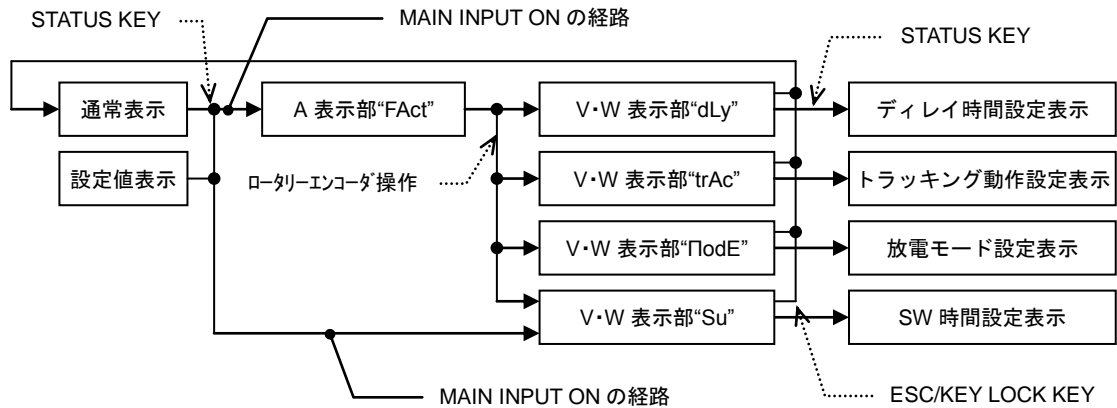 STATUS KEY
MAIN INPUT ON の経路
STATUS KEY
通常表示
A 表示部“FAct”
V・W 表示部“dLy”
ディレイ時間設定表示
設定値表示
ロータリーエンコーダ操作
V・W 表示部“trAc”
トラッキング動作設定表示
V・W 表示部“ΠodE”
放電モード設定表示
V・W 表示部“Su”
SW 時間設定表示
MAIN INPUT ON の経路
ESC/KEY LOCK KEY